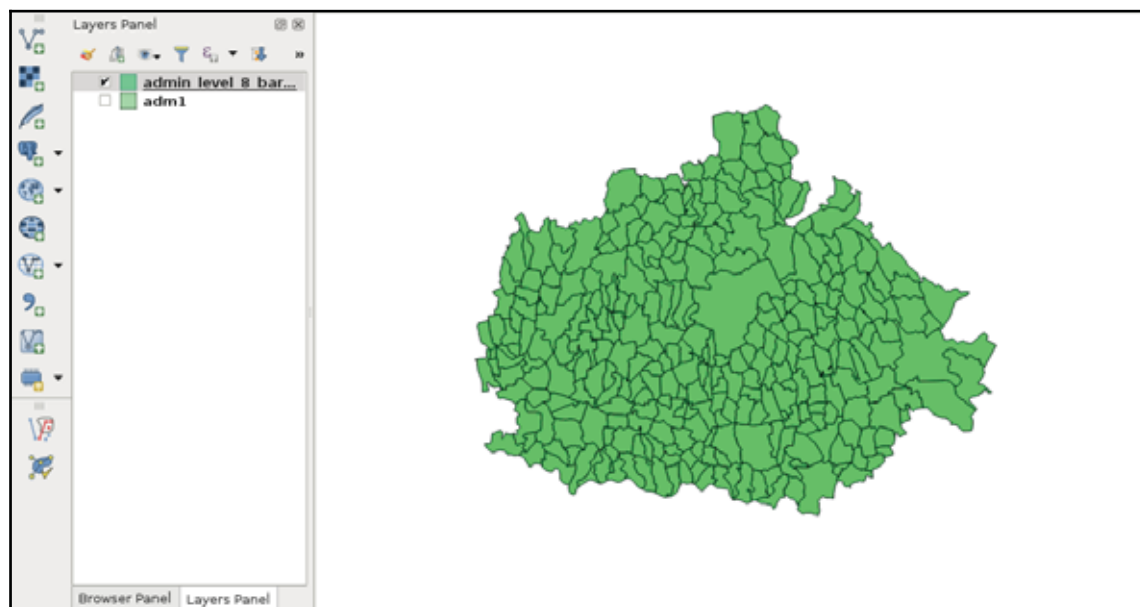 Layers Panel
admin_level_8_bar...
adm1
Browser Panel
Layers Panel